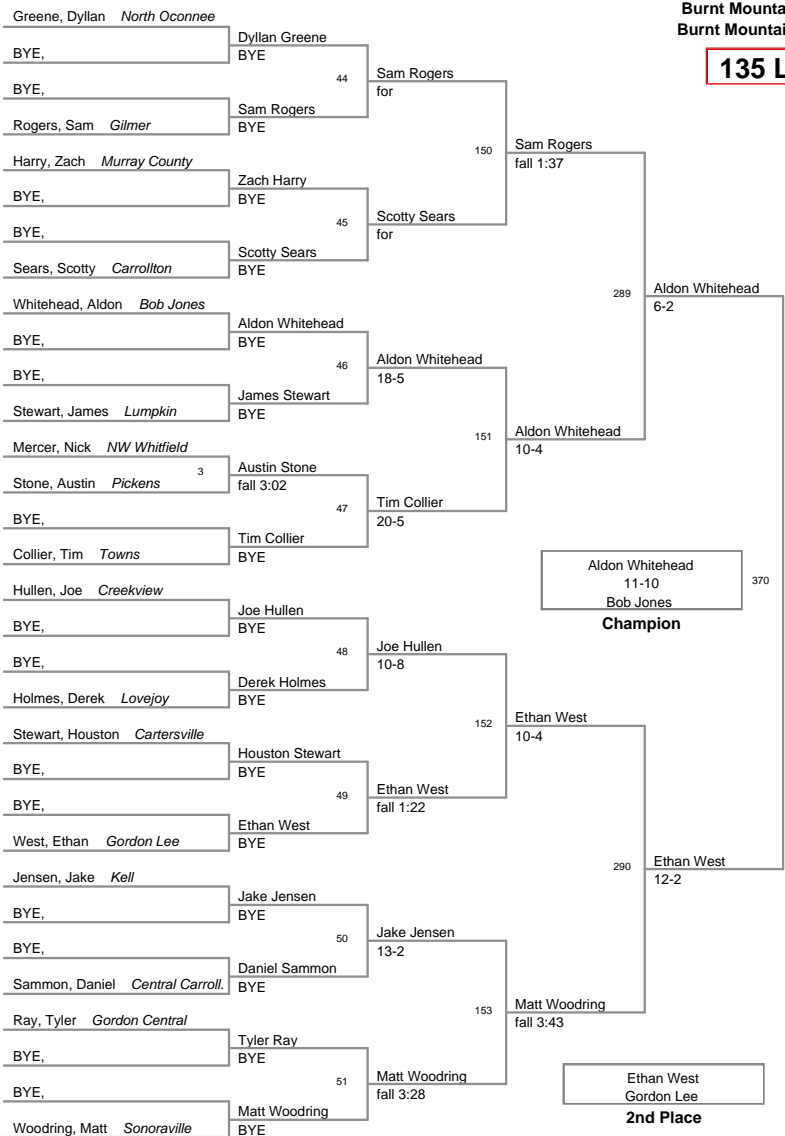 Burnt Mounta
Burnt Mountai
135 L
Greene, Dyllan North Oconnee
BYE,
BYE,
Rogers, Sam Gilmer
Harry, Zach Murray County
BYE,
BYE,
Sears, Scotty Carrollton
Whitehead, Aldon Bob Jones
BYE,
BYE,
Stewart, James Lumpkin
Mercer, Nick NW Whitfield
3
Stone, Austin Pickens
BYE,
Collier, Tim Towns
Hullen, Joe Creekview
BYE,
BYE,
Holmes, Derek Lovejoy
Stewart, Houston Cartersville
BYE,
BYE,
West, Ethan Gordon Lee
Jensen, Jake Kell
BYE,
BYE,
Sammon, Daniel Central Carroll.
Ray, Tyler Gordon Central
BYE,
BYE,
Woodring, Matt Sonoraville
Dyllan Greene
BYE
44
Sam Rogers
BYE
Zach Harry
BYE
45
Scotty Sears
BYE
Aldon Whitehead
BYE
46
James Stewart
BYE
Austin Stone
fall 3:02
47
Tim Collier
BYE
Joe Hullen
BYE
48
Derek Holmes
BYE
Houston Stewart
BYE
49
Ethan West
BYE
Jake Jensen
BYE
50
Daniel Sammon
BYE
Tyler Ray
BYE
51
Matt Woodring
BYE
Sam Rogers
for
150
Scotty Sears
for
Aldon Whitehead
18-5
151
Tim Collier
20-5
Joe Hullen
10-8
152
Ethan West
fall 1:22
Jake Jensen
13-2
153
Matt Woodring
fall 3:28
Sam Rogers
fall 1:37
289
Aldon Whitehead
10-4
Ethan West
10-4
290
Matt Woodring
fall 3:43
Aldon Whitehead
6-2
370
Ethan West
12-2
Aldon Whitehead
11-10
Bob Jones
Champion
Ethan West
Gordon Lee
2nd Place